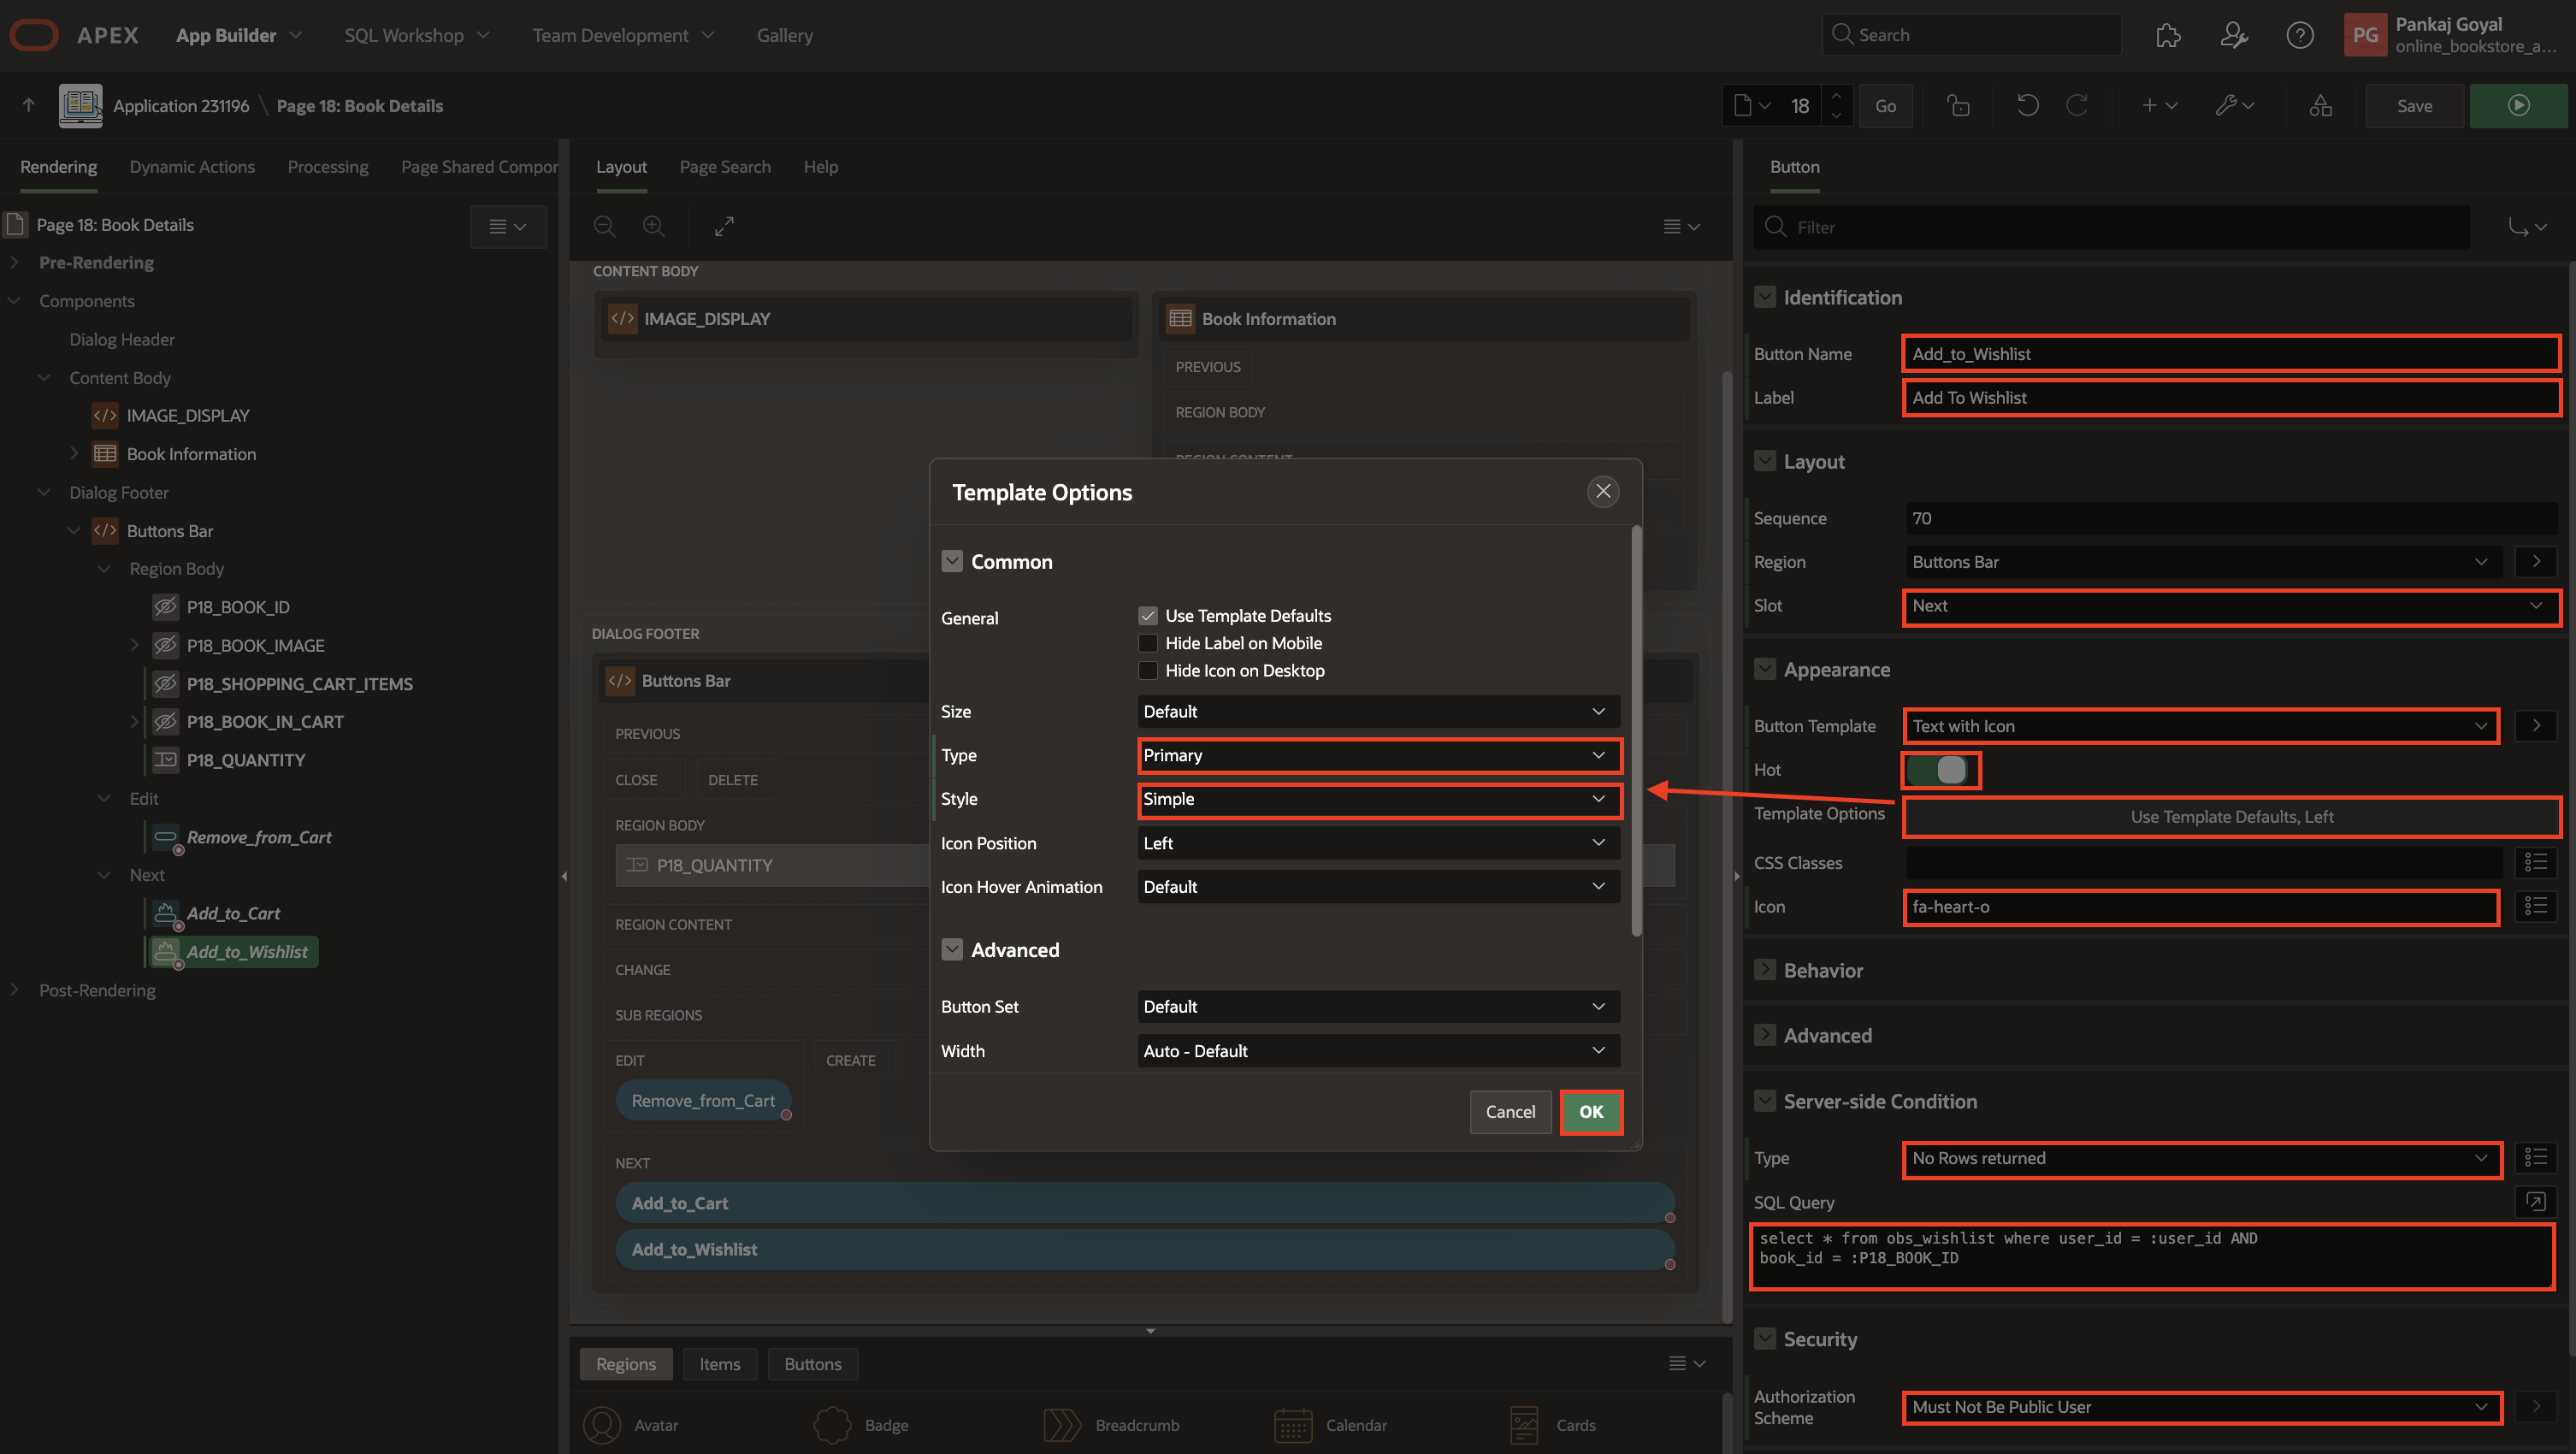 APEX
App Builder
SQL Workshop
Team Development
Gallery
Search
PG
Pankaj Goyal
online_bookstore_a...
Application 231196 \ Page 18: Book Details
18
Go
Save
Rendering
Dynamic Actions
Processing
Page Shared Compor
Page 18: Book Details
Pre-Rendering
Components
Dialog Header
Content Body
IMAGE_DISPLAY
Book Information
Dialog Footer
Buttons Bar
Region Body
P18_BOOK_ID
P18_BOOK_IMAGE
P18_SHOPPING_CART_ITEMS
P18_BOOK_IN_CART
P18_QUANTITY
Edit
Remove_from_Cart
Next
Add_to_Cart
Add_to_Wishlist
Post-Rendering
Layout
Page Search
Help
CONTENT BODY
IMAGE_DISPLAY
Book Information
PREVIOUS
REGION BODY
REGION CONTENT
DIALOG FOOTER
Buttons Bar
PREVIOUS
CLOSE
DELETE
REGION BODY
P18_QUANTITY
REGION CONTENT
CHANGE
SUB REGIONS
EDIT
CREATE
Remove_from_Cart
NEXT
Add_to_Cart
Add_to_Wishlist
Regions
Items
Buttons
Avatar
Badge
Breadcrumb
Calendar
Cards
Template Options
Common
General
Use Template Defaults
Hide Label on Mobile
Hide Icon on Desktop
Size
Default
Type
Primary
Style
Simple
Icon Position
Left
Icon Hover Animation
Default
Advanced
Button Set
Default
Width
Auto - Default
Cancel
OK
Button
Filter
Identification
Button Name
Add_to_Wishlist
Label
Add To Wishlist
Layout
Sequence
70
Region
Buttons Bar
Slot
Next
Appearance
Button Template
Text with Icon
Hot
Template Options
Use Template Defaults, Left
CSS Classes
Icon
fa-heart-o
Behavior
Advanced
Server-side Condition
Type
No Rows returned
SQL Query
select * from obs_wishlist where user_id = :user_id AND
book_id = :P18_BOOK_ID
Security
Authorization
Scheme
Must Not Be Public User